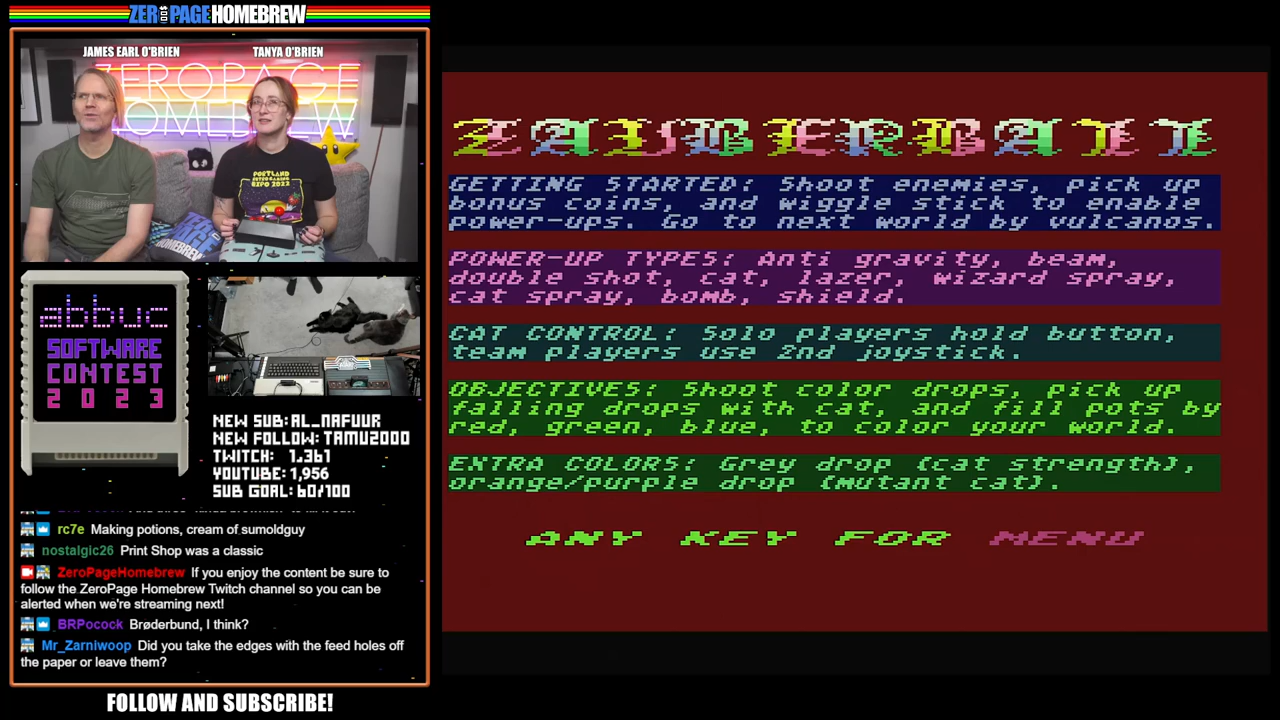 ZEROPAGE HOMEBREW
JAMES EARL O'BRIEN
TANYA O'BRIEN
ZEROPAGE
HOMEBREW
PORTLAND
RETRO GAMING
EXPO 2022
abbuc
SOFTWARE
CONTEST
2023
NEW SUB: AL_NAFUUR
NEW FOLLOW: TAMU2000
TWITCH: 1,361
YOUTUBE: 1,956
SUB GOAL: 60/100
rc7e Making potions, cream of sumoldguy
nostalgic26 Print Shop was a classic
ZeroPageHomebrew If you enjoy the content be sure to
follow the ZeroPage Homebrew Twitch channel so you can be
alerted when we're streaming next!
BRPocock Brøderbund, I think?
Mr_Zarniwoop Did you take the edges with the feed holes off
the paper or leave them?
FOLLOW AND SUBSCRIBE!
ZAUBERBALL
GETTING STARTED: Shoot enemies, pick up
bonus coins, and wiggle stick to enable
power-ups. Go to next world by vulcanos.
POWER-UP TYPES: Anti gravity, beam,
double shot, cat, lazer, wizard spray,
cat spray, bomb, shield.
CAT CONTROL: Solo players hold button,
team players use 2nd joystick.
OBJECTIVES: Shoot color drops, pick up
falling drops with cat, and fill pots by
red, green, blue, to color your world.
EXTRA COLORS: Grey drop (cat strength),
orange/purple drop (mutant cat).
ANY KEY FOR MENU